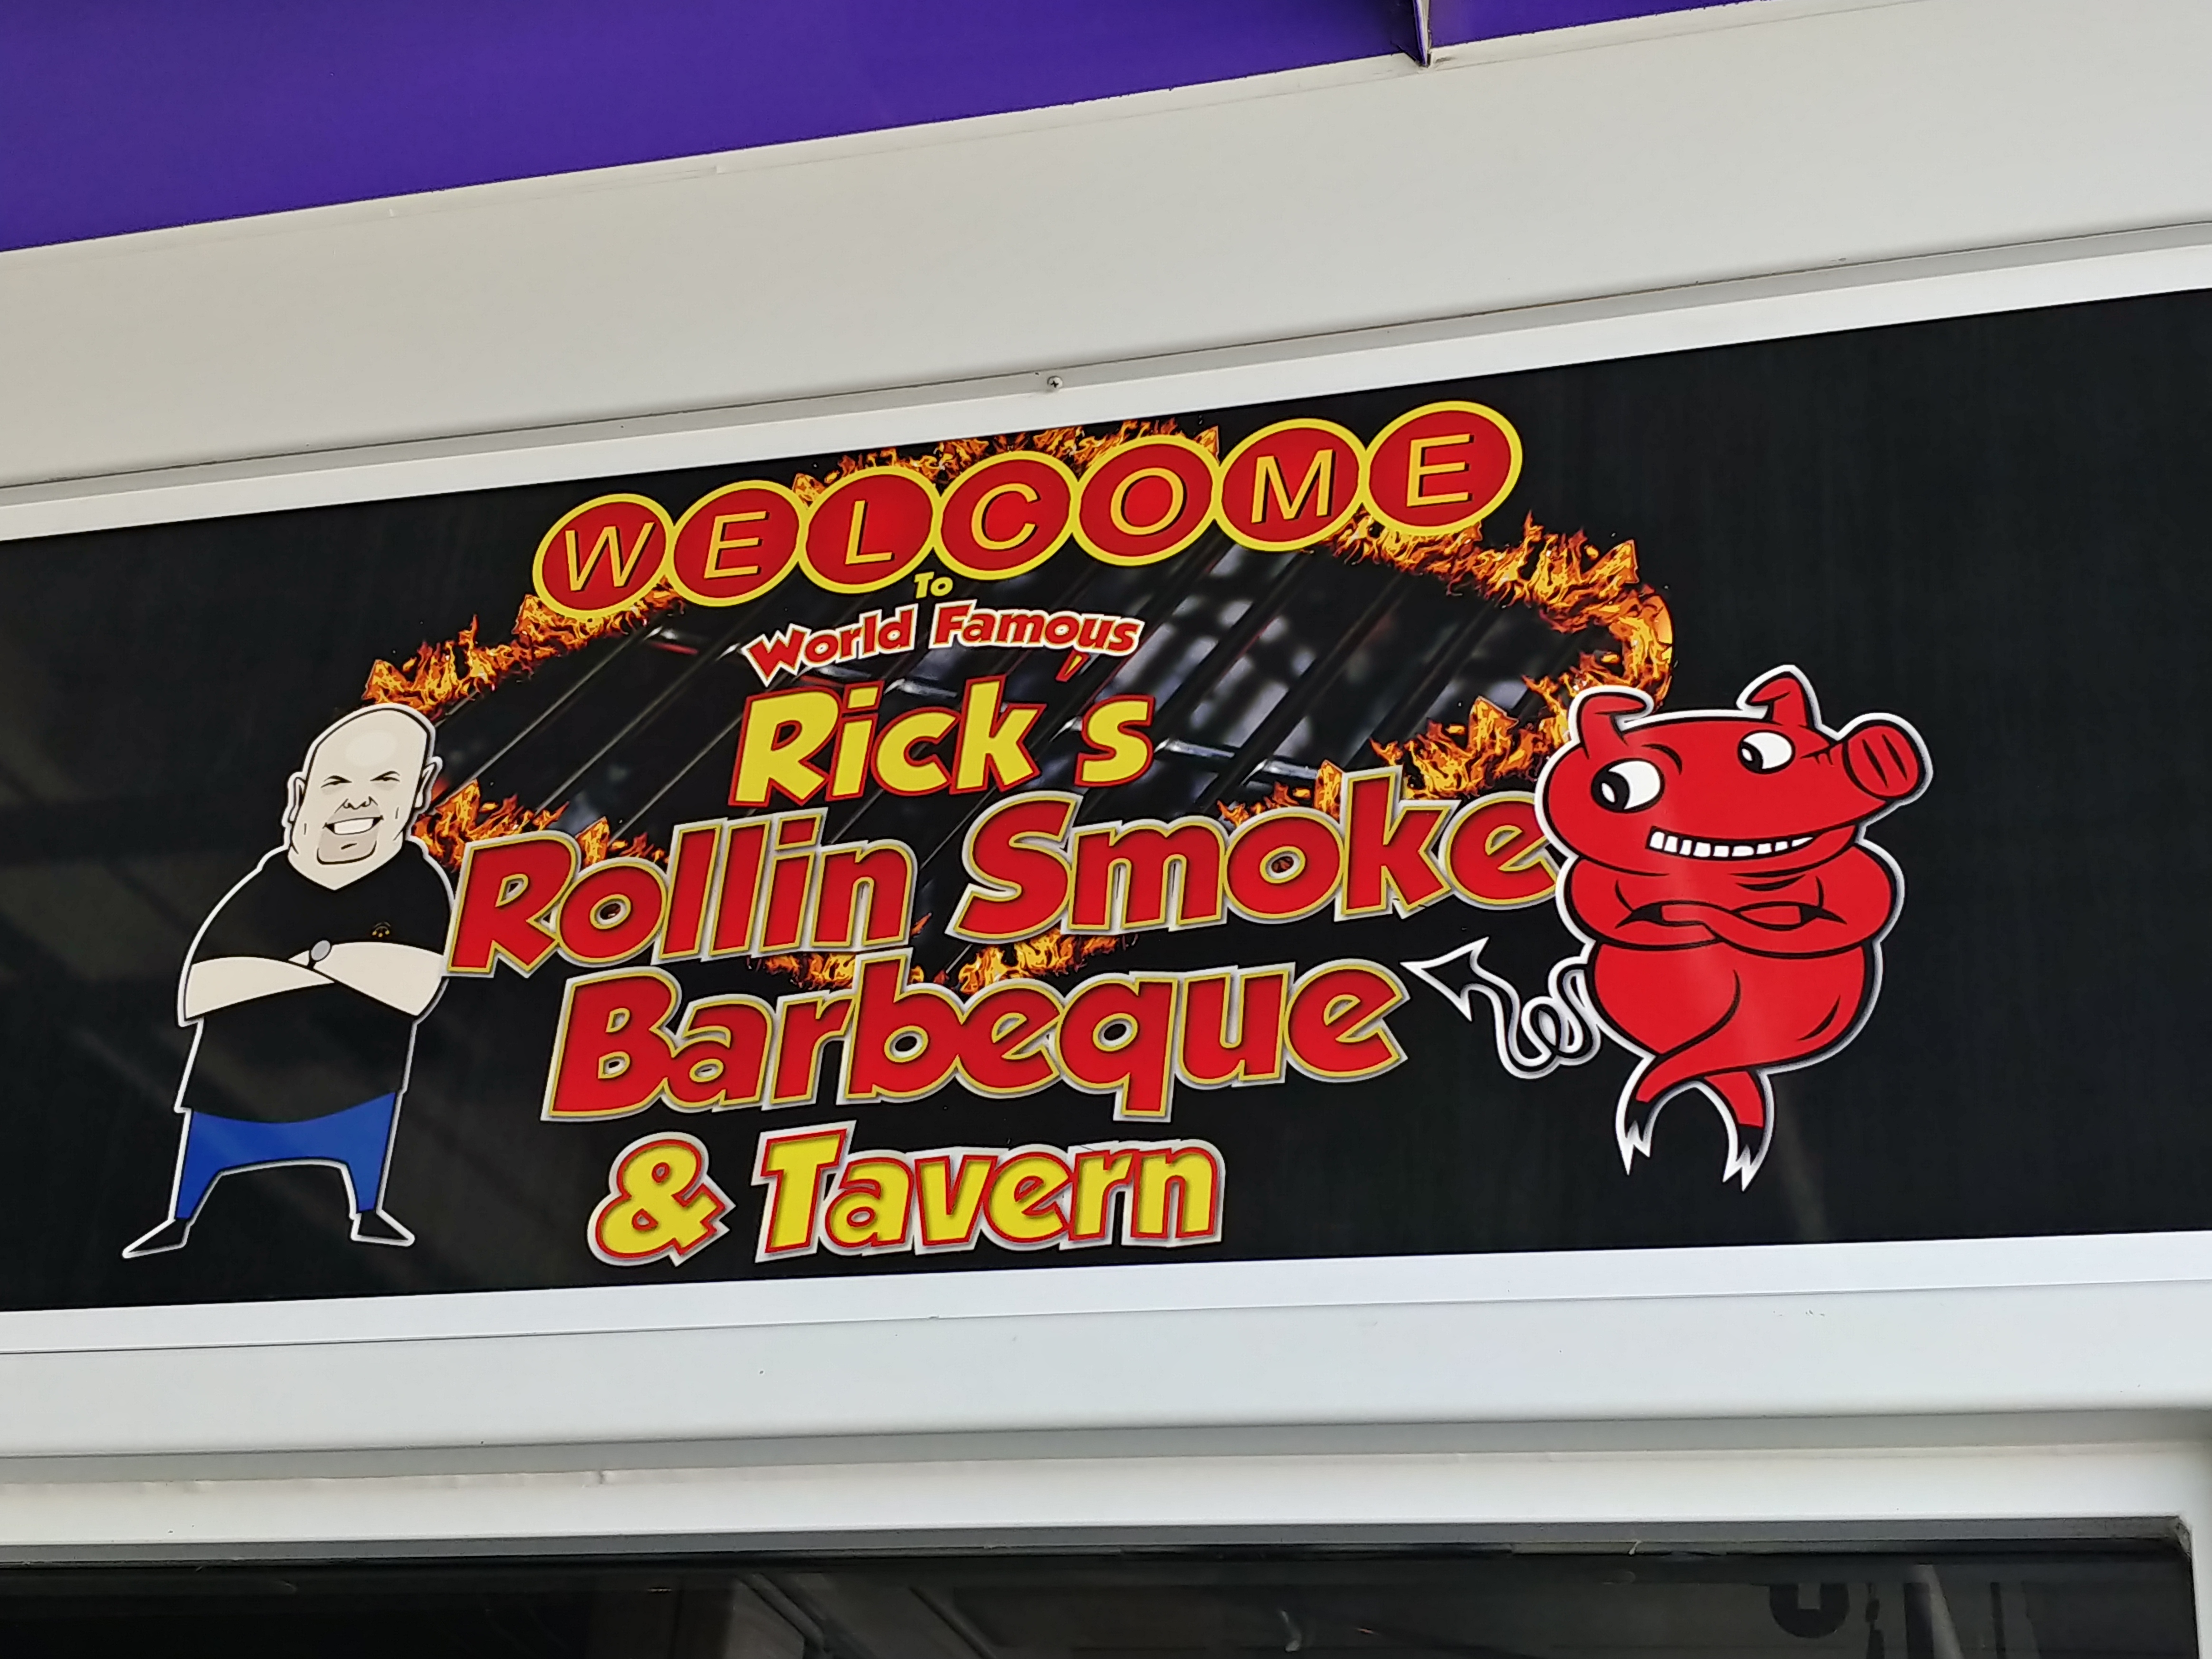 WELCOME
To
World Famous
Rick's
Rollin Smoke
Barbeque
& Tavern